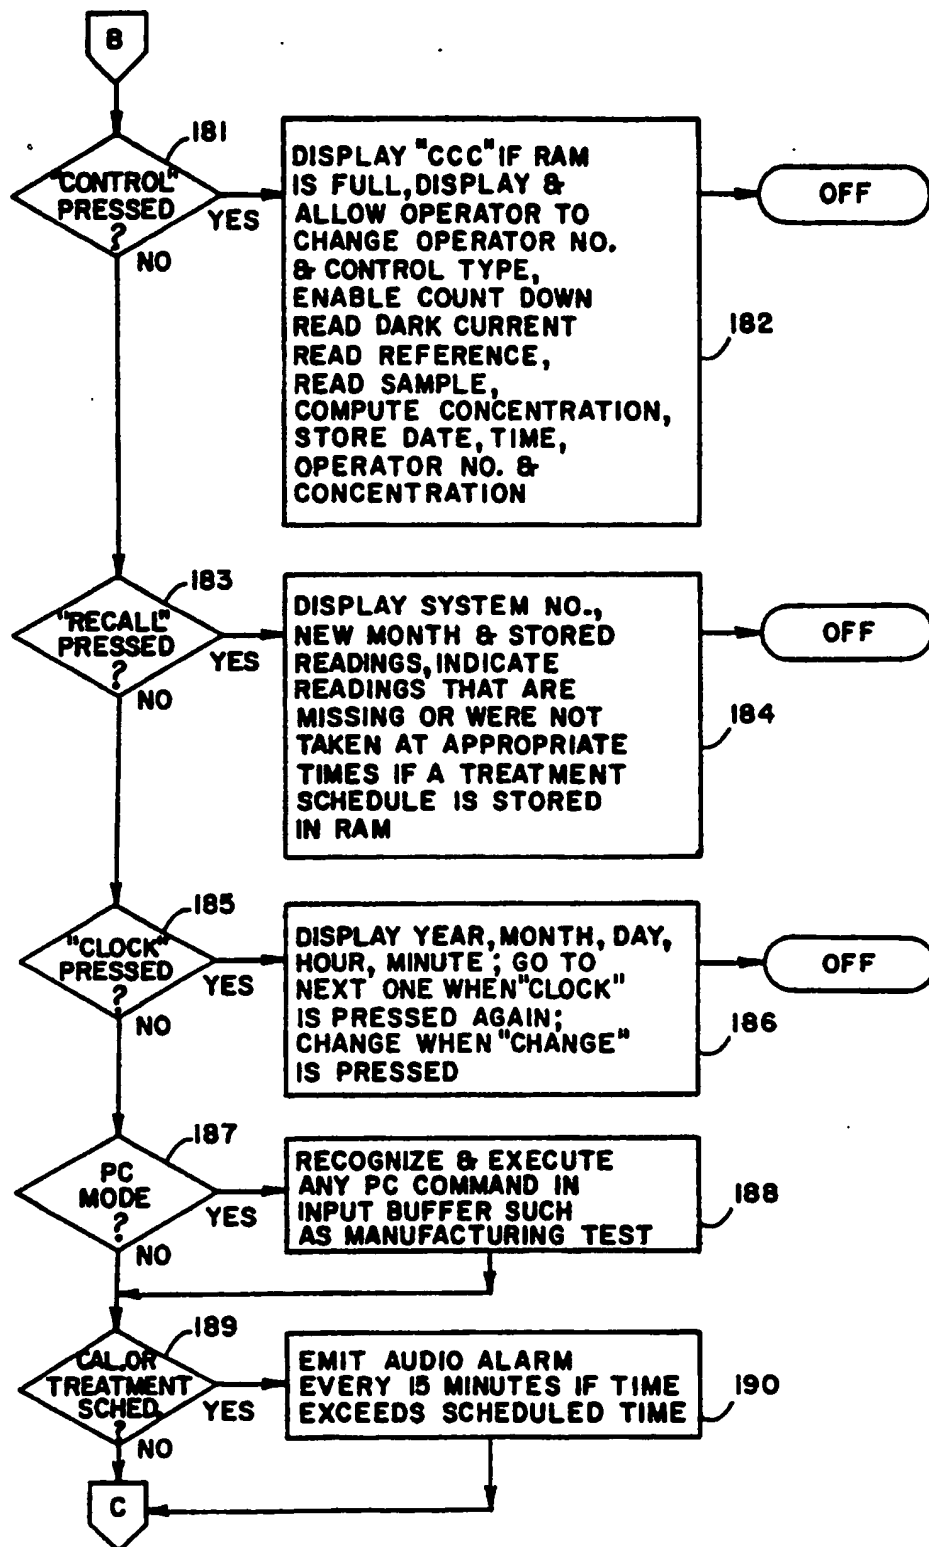 B
181
"CONTROL"
PRESSED
?
YES
NO
DISPLAY "CCC" IF RAM
IS FULL, DISPLAY &
ALLOW OPERATOR TO
CHANGE OPERATOR NO.
& CONTROL TYPE,
ENABLE COUNT DOWN
READ DARK CURRENT
READ REFERENCE,
READ SAMPLE,
COMPUTE CONCENTRATION,
STORE DATE, TIME,
OPERATOR NO. &
CONCENTRATION
OFF
182
183
"RECALL"
PRESSED
?
YES
NO
DISPLAY SYSTEM NO.,
NEW MONTH & STORED
READINGS, INDICATE
READINGS THAT ARE
MISSING OR WERE NOT
TAKEN AT APPROPRIATE
TIMES IF A TREATMENT
SCHEDULE IS STORED
IN RAM
OFF
184
185
"CLOCK"
PRESSED
?
YES
NO
DISPLAY YEAR, MONTH, DAY,
HOUR, MINUTE; GO TO
NEXT ONE WHEN "CLOCK"
IS PRESSED AGAIN;
CHANGE WHEN "CHANGE"
IS PRESSED
OFF
186
187
PC
MODE
?
YES
NO
RECOGNIZE & EXECUTE
ANY PC COMMAND IN
INPUT BUFFER SUCH
AS MANUFACTURING TEST
188
189
CAL. OR
TREATMENT
SCHED.
?
YES
NO
EMIT AUDIO ALARM
EVERY 15 MINUTES IF TIME
EXCEEDS SCHEDULED TIME
190
C